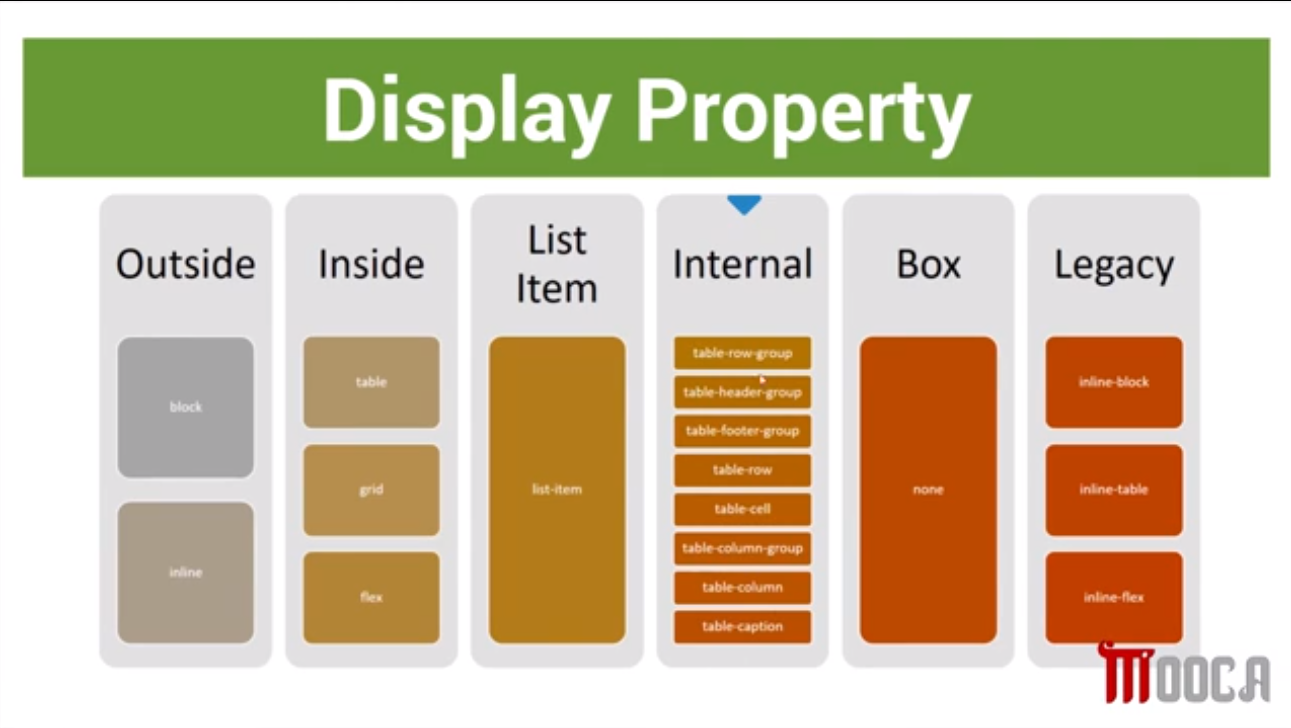 Display Property
Outside
block
inline
Inside
table
grid
flex
List
Item
list-item
Internal
table-row-group
table-header-group
table-footer-group
table-row
table-cell
table-column-group
table-column
table-caption
Box
none
Legacy
inline-block
inline-table
inline-flex
MOOCA